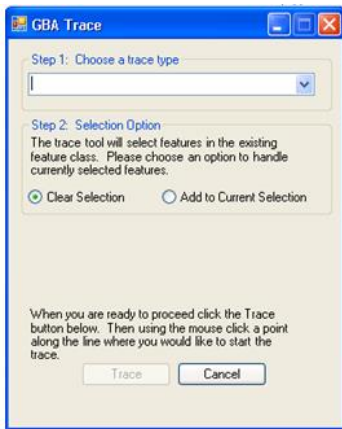 GBA Trace
Step 1: Choose a trace type
Step 2: Selection Option
The trace tool will select features in the existing
feature class. Please choose an option to handle
currently selected features.
Clear Selection
Add to Current Selection
When you are ready to proceed click the Trace
button below. Then using the mouse click a point
along the line where you would like to start the
trace.
Trace
Cancel